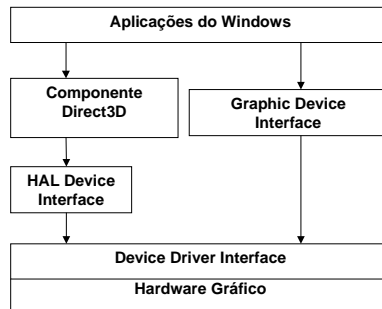 Aplicações do Windows
Componente
Direct3D
Graphic Device
Interface
HAL Device
Interface
Device Driver Interface
Hardware Gráfico